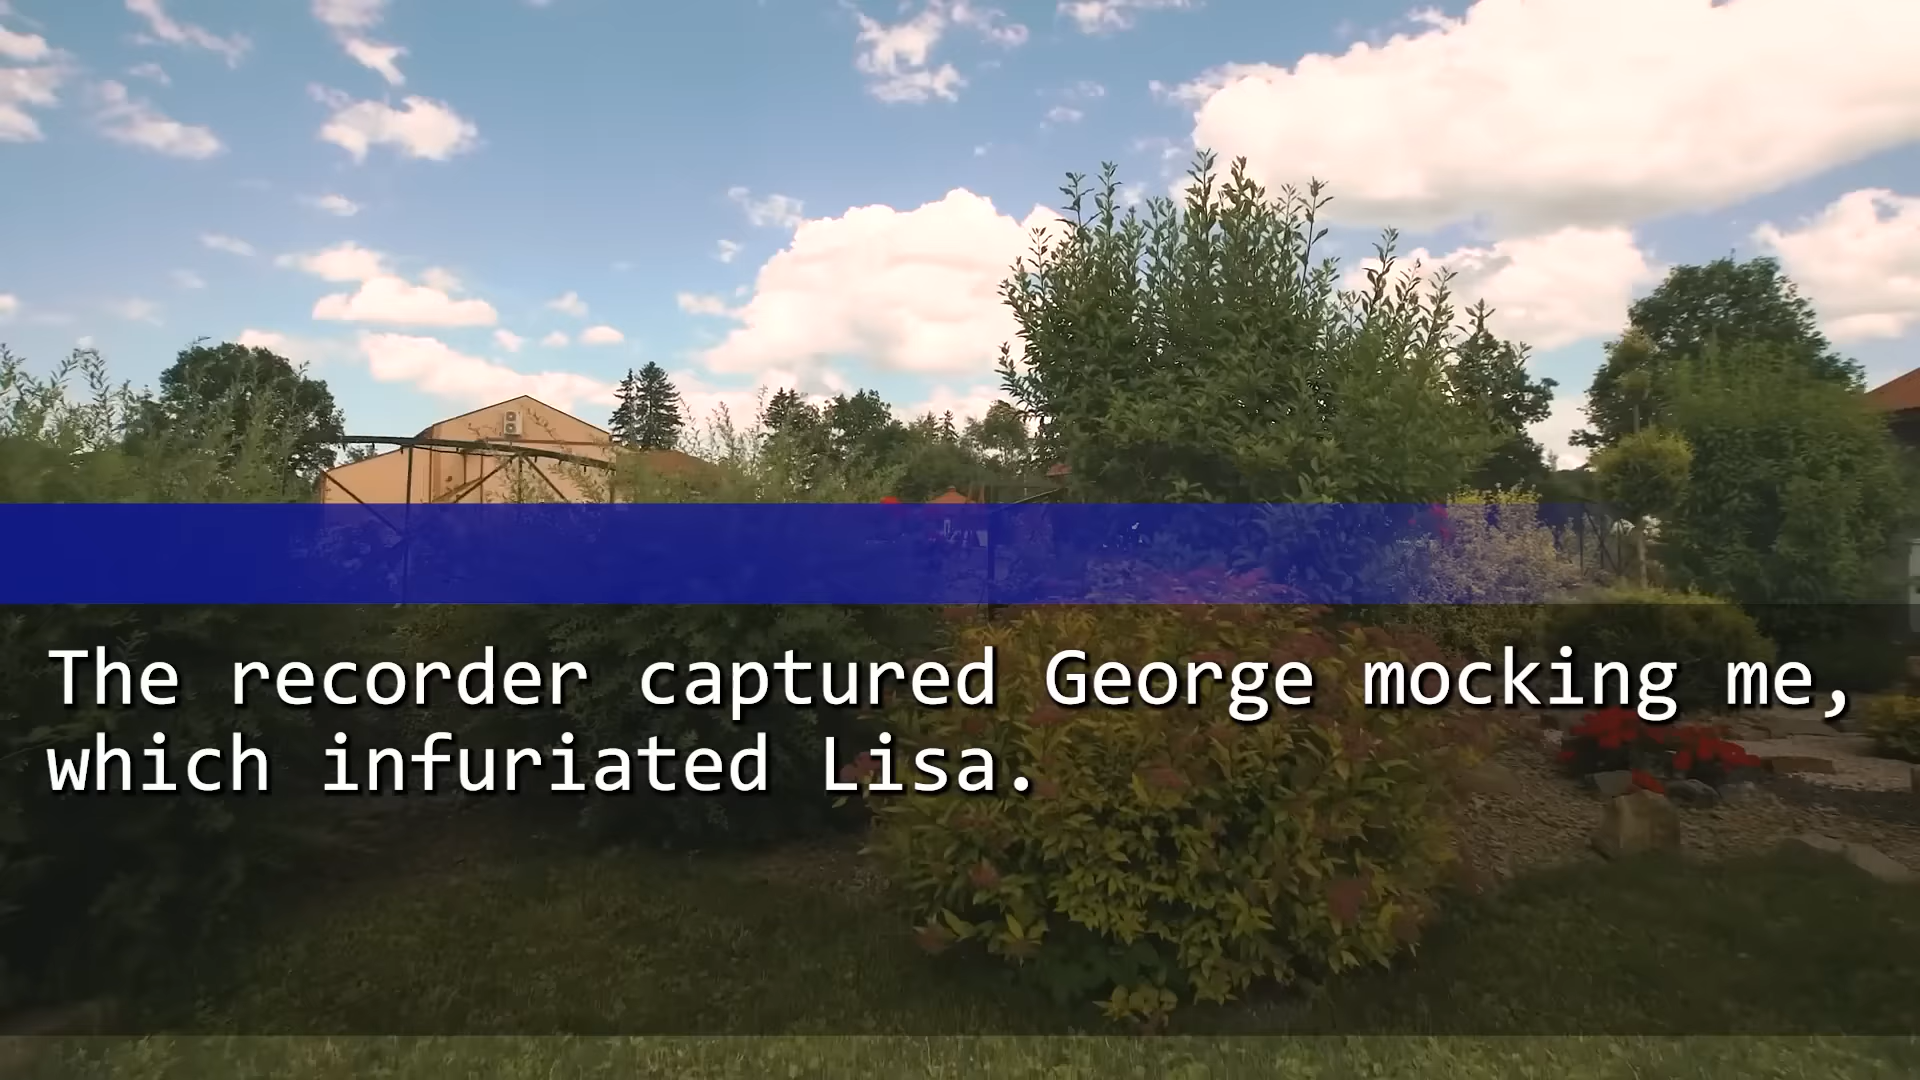 The recorder captured George mocking me,
which infuriated Lisa.